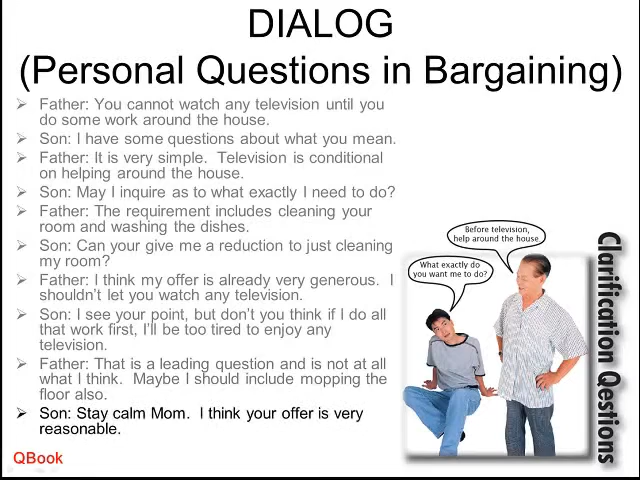 DIALOG
(Personal Questions in Bargaining)
Father: You cannot watch any television until you
do some work around the house.
Son: I have some questions about what you mean.
Father: It is very simple.  Television is conditional
on helping around the house.
Son: May I inquire as to what exactly I need to do?
Father: The requirement includes cleaning your
room and washing the dishes.
Son: Can your give me a reduction to just cleaning
my room?
Father: I think my offer is already very generous.  I
shouldn't let you watch any television.
Son: I see your point, but don't you think if I do all
that work first, I'll be too tired to enjoy any
television.
Father: That is a leading question and is not at all
what I think.  Maybe I should include mopping the
floor also.
Son: Stay calm Mom.  I think your offer is very
reasonable.
Before television,
help around the house.
What exactly do
you want me to do?
Clarification Qestions
QBook